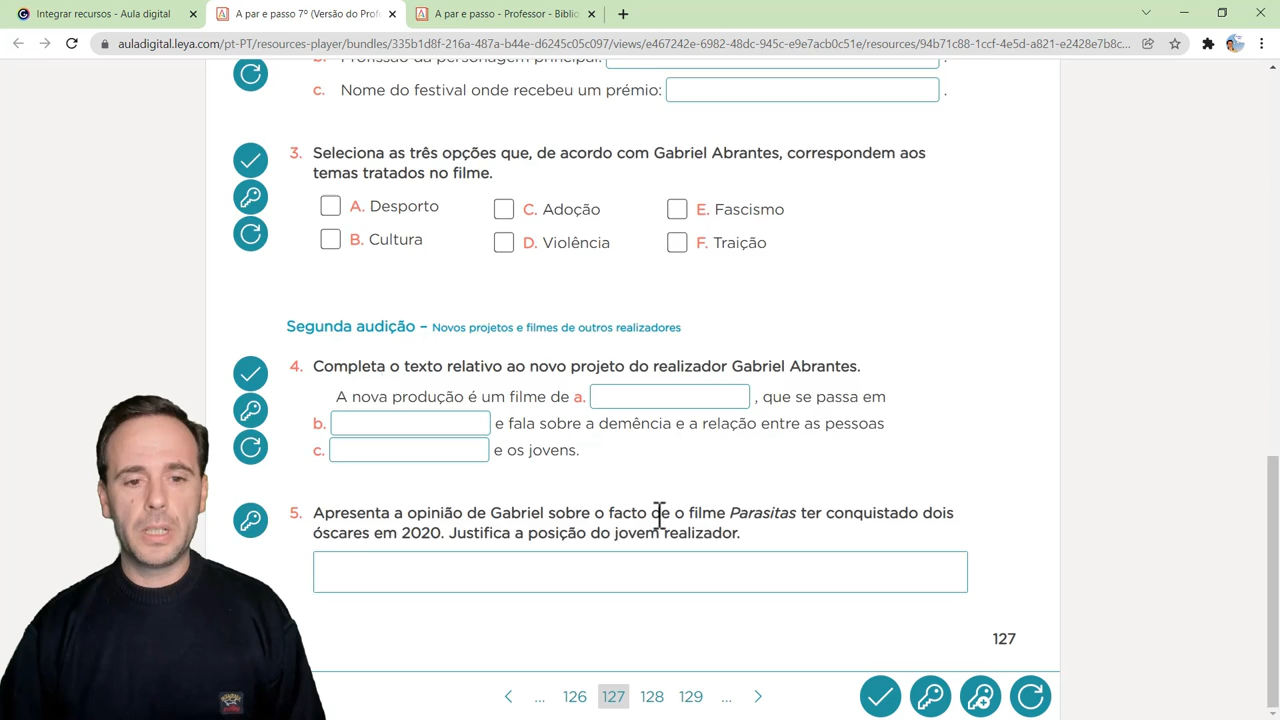 Integrar recursos - Aula digital
A par e passo 7º (Versão do Prof
A par e passo - Professor - Biblio
auladigital.leya.com/pt-PT/resources-player/bundles/335b1d8f-216a-487a-b44e-d6245c05c097/views/e467242e-6982-48dc-945c-e9e7acb0c51e/resources/94b71c88-1ccf-4e5d-a821-e2428e7b8c...
b. Profissão da personagem principal: .
c. Nome do festival onde recebeu um prémio: .
3. Seleciona as três opções que, de acordo com Gabriel Abrantes, correspondem aos
temas tratados no filme.
A. Desporto C. Adoção E. Fascismo
B. Cultura D. Violência F. Traição
Segunda audição – Novos projetos e filmes de outros realizadores
4. Completa o texto relativo ao novo projeto do realizador Gabriel Abrantes.
A nova produção é um filme de a. , que se passa em
b. e fala sobre a demência e a relação entre as pessoas
c. e os jovens.
5. Apresenta a opinião de Gabriel sobre o facto de o filme Parasitas ter conquistado dois
óscares em 2020. Justifica a posição do jovem realizador.
127
... 126 127 128 129 ...